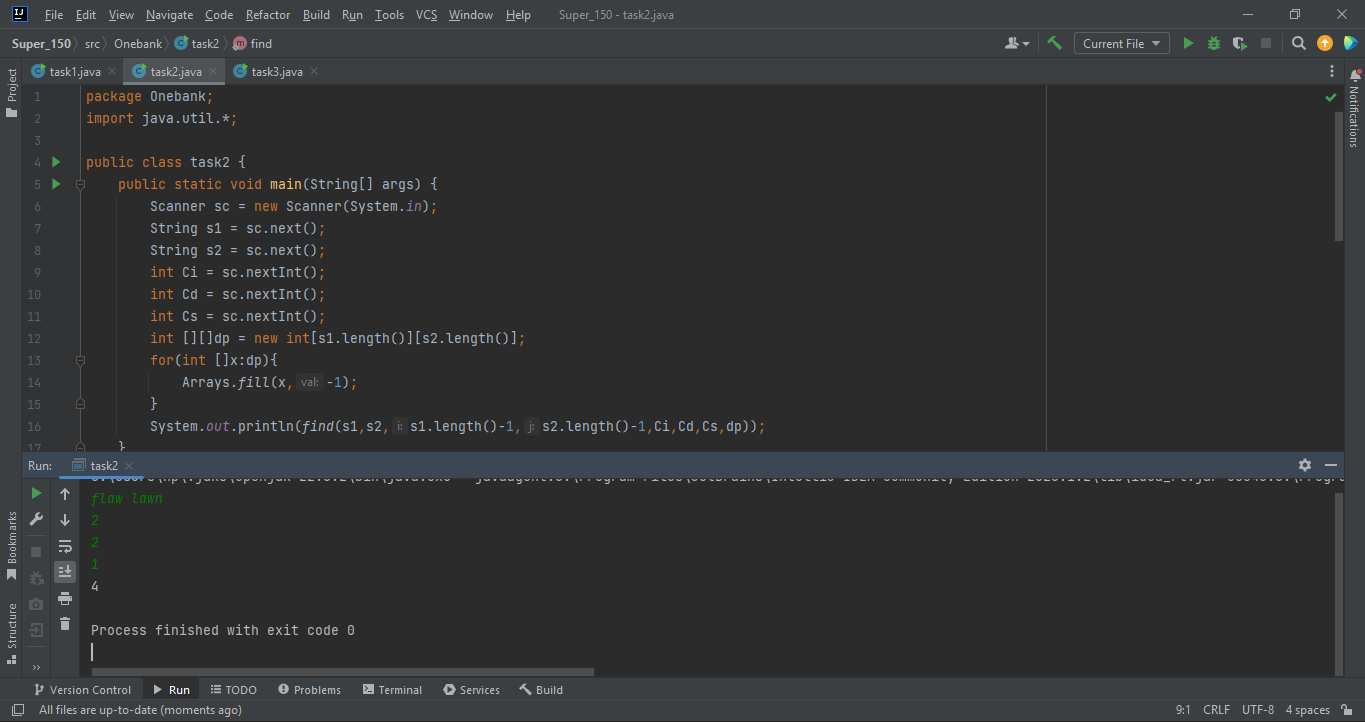 File Edit View Navigate Code Refactor Build Run Tools VCS Window Help Super_150 - task2.java
Super_150 src Onebank task2 find Current File
task1.java task2.java task3.java
Project
Notifications
1 package Onebank;
2 import java.util.*;
3
4 public class task2 {
5 public static void main(String[] args) {
6 Scanner sc = new Scanner(System.in);
7 String s1 = sc.next();
8 String s2 = sc.next();
9 int Ci = sc.nextInt();
10 int Cd = sc.nextInt();
11 int Cs = sc.nextInt();
12 int [][]dp = new int[s1.length()][s2.length()];
13 for(int []x:dp){
14 Arrays.fill(x, val: -1);
15 }
16 System.out.println(find(s1,s2, i: s1.length()-1, j: s2.length()-1,Ci,Cd,Cs,dp));
17 }
Run: task2
flaw lawn
2
2
1
4
Process finished with exit code 0
Bookmarks
Structure
Version Control Run TODO Problems Terminal Services Build
All files are up-to-date (moments ago) 9:1 CRLF UTF-8 4 spaces